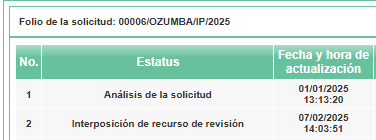 Folio de la solicitud: 00006/OZUMBA/IP/2025
No. Estatus Fecha y hora de
actualización
1 Análisis de la solicitud 01/01/2025
13:13:20
2 Interposición de recurso de revisión 07/02/2025
14:03:51